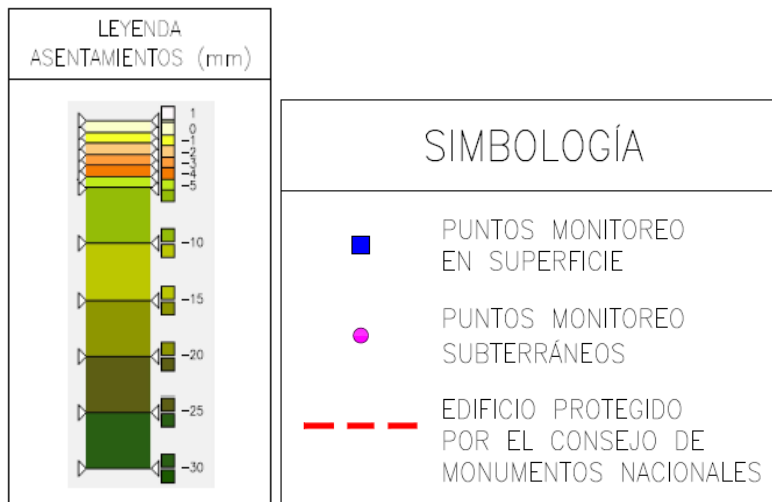 LEYENDA
ASENTAMIENTOS (mm)
1
0
-1
-2
-3
-4
-5
-10
-15
-20
-25
-30
SIMBOLOGÍA
PUNTOS MONITOREO
EN SUPERFICIE
PUNTOS MONITOREO
SUBTERRÁNEOS
EDIFICIO PROTEGIDO
POR EL CONSEJO DE
MONUMENTOS NACIONALES